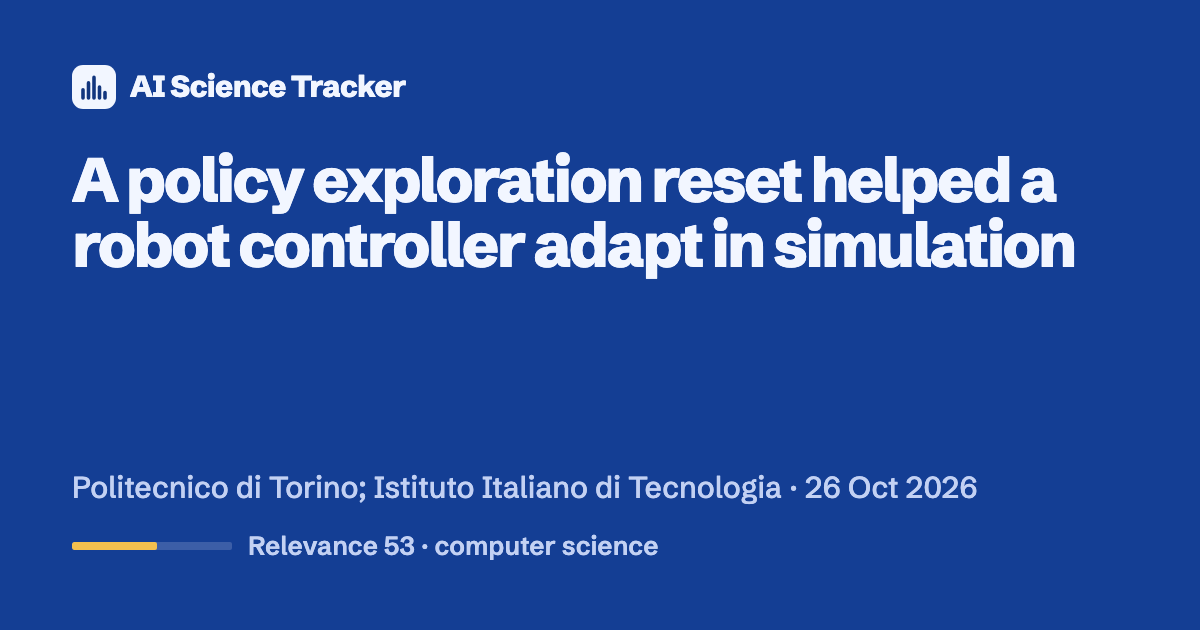 AI Science Tracker
A policy exploration reset helped a
robot controller adapt in simulation
Politecnico di Torino; Istituto Italiano di Tecnologia · 26 Oct 2026
Relevance 53 · computer science